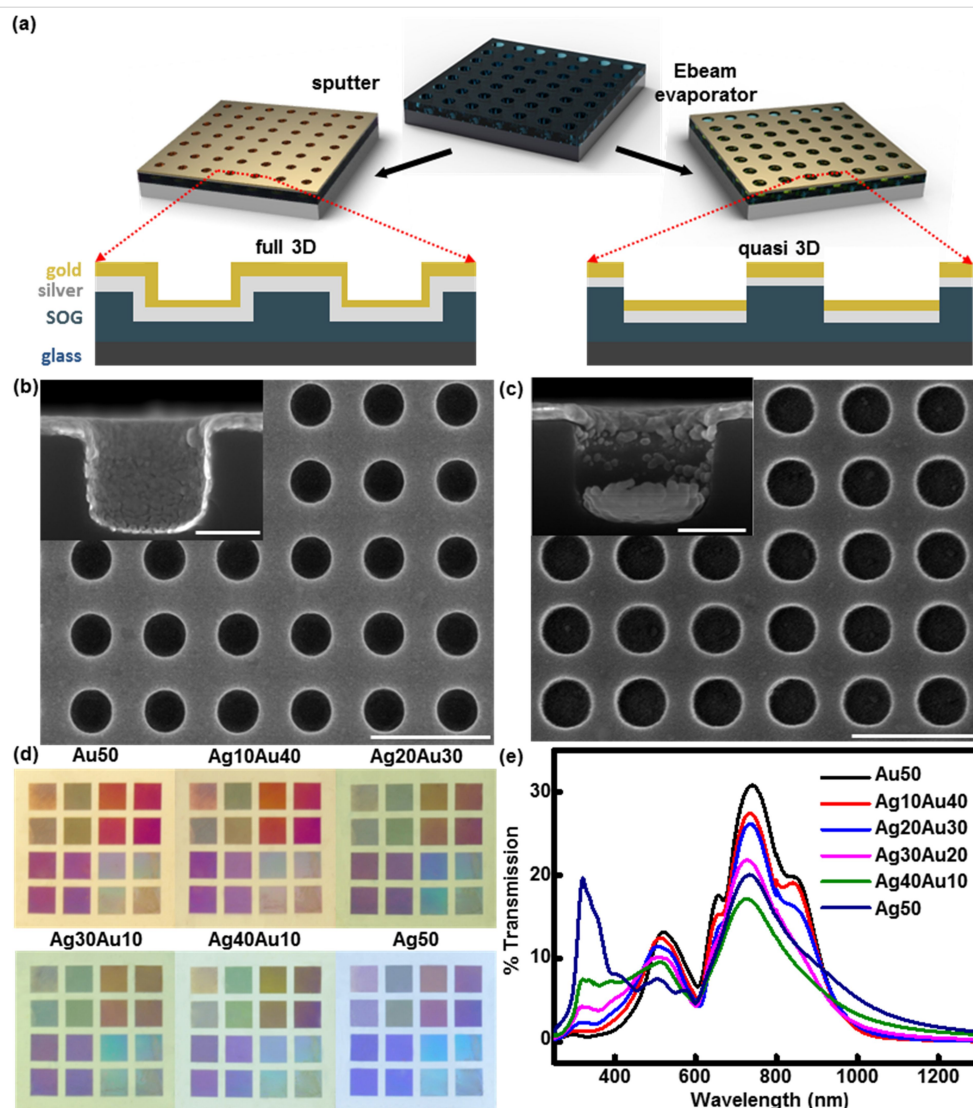 (a)
sputter
Ebeam
evaporator
full 3D
quasi 3D
gold
silver
SOG
glass
(b)
(c)
(d)
Au50
Ag10Au40
Ag20Au30
Ag30Au10
Ag40Au10
Ag50
(e)
% Transmission
30
20
10
0
Au50
Ag10Au40
Ag20Au30
Ag30Au20
Ag40Au10
Ag50
400
600
800
1000
1200
Wavelength (nm)